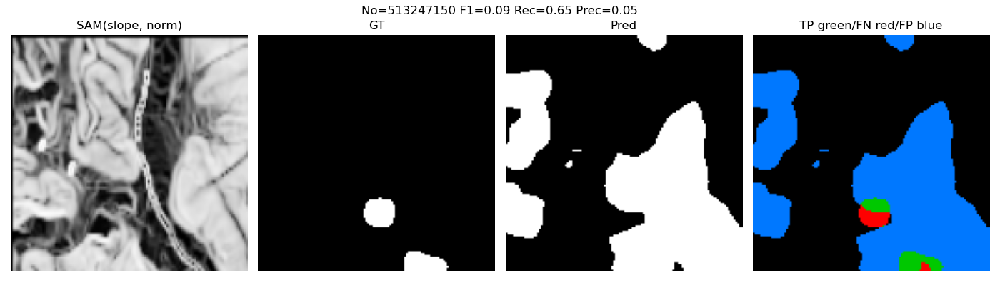 No=513247150 F1=0.09 Rec=0.65 Prec=0.05
SAM(slope, norm)
GT
Pred
TP green/FN red/FP blue